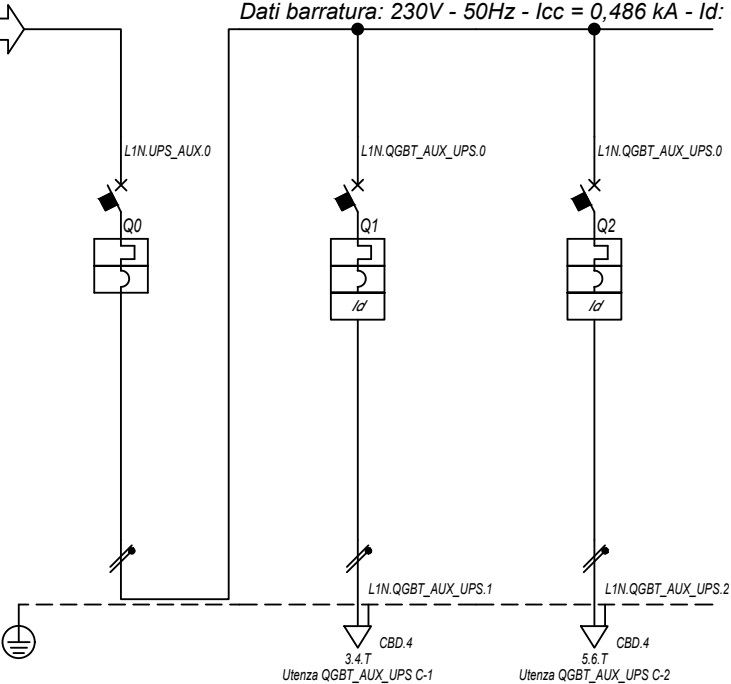 Dati barratura: 230V - 50Hz - Icc = 0,486 kA - Id:
L1N.UPS_AUX.0
L1N.QGBT_AUX_UPS.0
L1N.QGBT_AUX_UPS.0
Q0
Q1
Q2
Id
Id
L1N.QGBT_AUX_UPS.1
L1N.QGBT_AUX_UPS.2
CBD.4
CBD.4
3.4.T
5.6.T
Utenza QGBT_AUX_UPS C-1
Utenza QGBT_AUX_UPS C-2